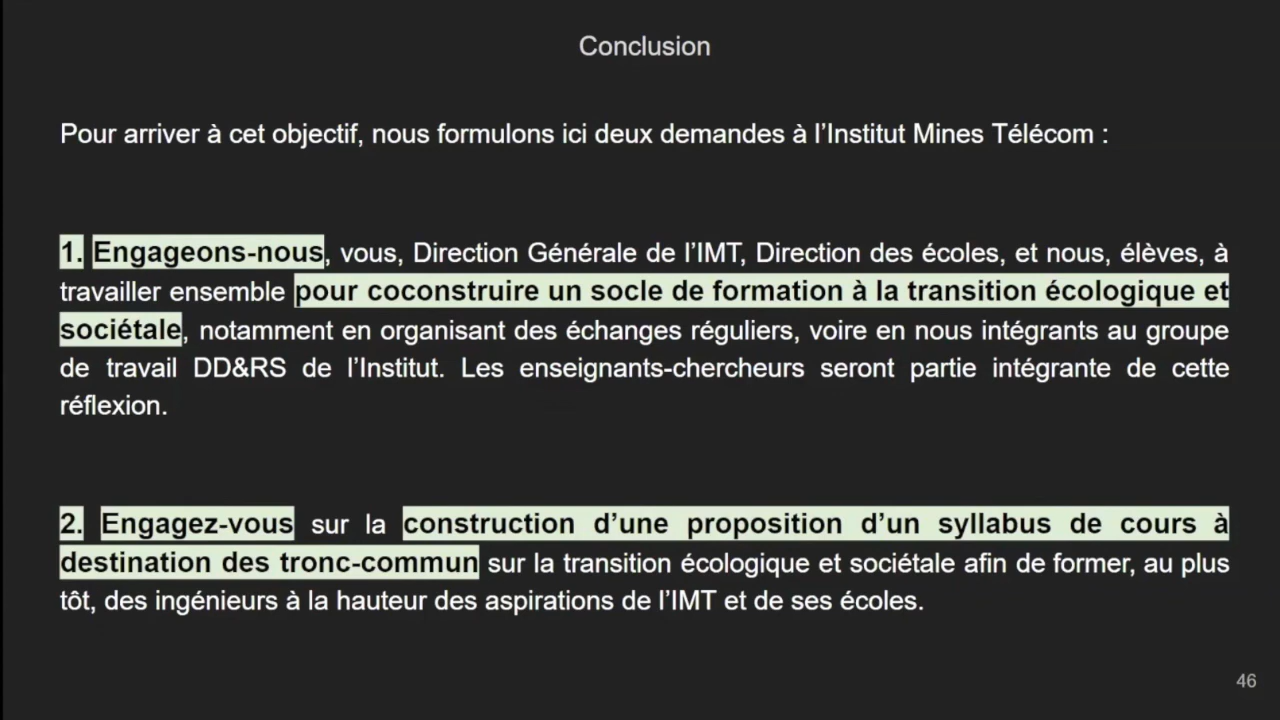 Conclusion
Pour arriver à cet objectif, nous formulons ici deux demandes à l’Institut Mines Télécom :
1. Engageons-nous, vous, Direction Générale de l’IMT, Direction des écoles, et nous, élèves, à
travailler ensemble pour coconstruire un socle de formation à la transition écologique et
sociétale, notamment en organisant des échanges réguliers, voire en nous intégrants au groupe
de travail DD&RS de l’Institut. Les enseignants-chercheurs seront partie intégrante de cette
réflexion.
2. Engagez-vous sur la construction d’une proposition d’un syllabus de cours à
destination des tronc-commun sur la transition écologique et sociétale afin de former, au plus
tôt, des ingénieurs à la hauteur des aspirations de l’IMT et de ses écoles.
46